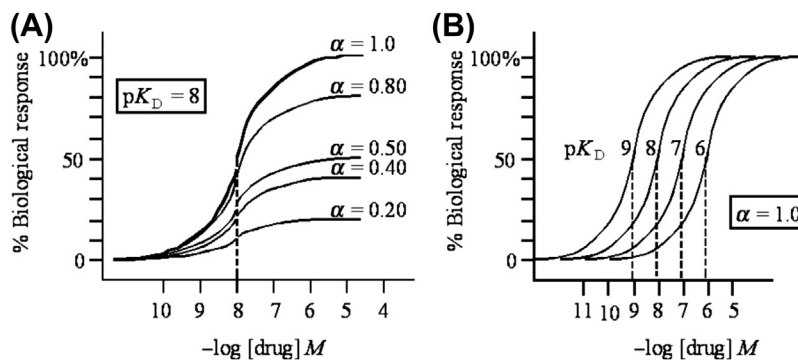 (A)
% Biological response
100%
50
0
pK_D = 8
α = 1.0
α = 0.80
α = 0.50
α = 0.40
α = 0.20
10 9 8 7 6 5 4
–log [drug] M
(B)
% Biological response
100%
50
0
pK_D 9 8 7 6
α = 1.0
11 10 9 8 7 6 5
–log [drug] M